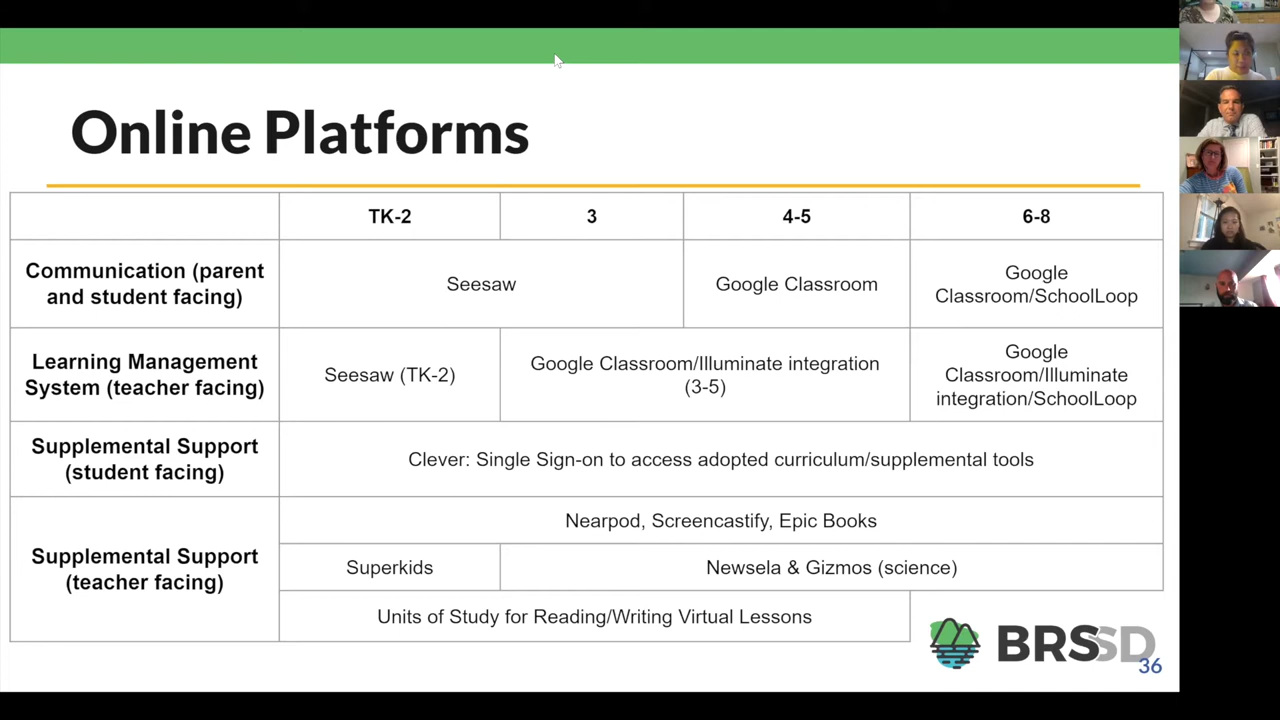 Online Platforms
TK-2
3
4-5
6-8
Communication (parent
and student facing)
Seesaw
Google Classroom
Google
Classroom/SchoolLoop
Learning Management
System (teacher facing)
Seesaw (TK-2)
Google Classroom/Illuminate integration
(3-5)
Google
Classroom/Illuminate
integration/SchoolLoop
Supplemental Support
(student facing)
Clever: Single Sign-on to access adopted curriculum/supplemental tools
Supplemental Support
(teacher facing)
Nearpod, Screencastify, Epic Books
Superkids
Newsela & Gizmos (science)
Units of Study for Reading/Writing Virtual Lessons
BRSSD
36